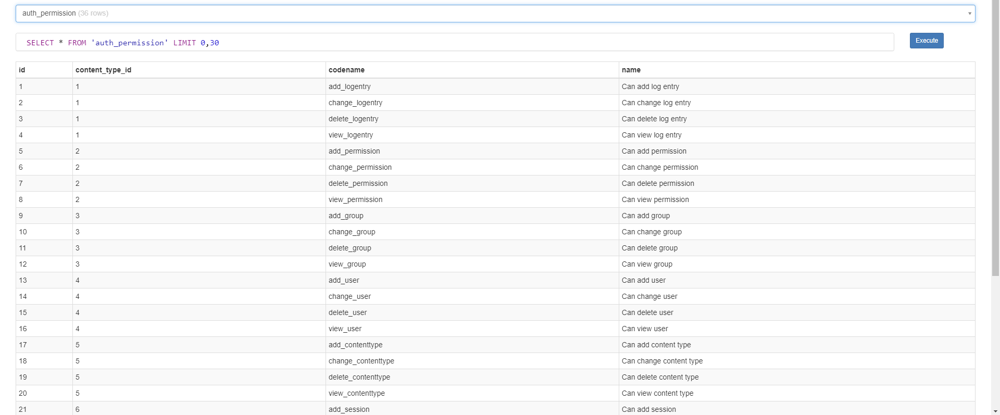 auth_permission (36 rows)
SELECT * FROM 'auth_permission' LIMIT 0,30
Execute
id content_type_id codename name
1 1 add_logentry Can add log entry
2 1 change_logentry Can change log entry
3 1 delete_logentry Can delete log entry
4 1 view_logentry Can view log entry
5 2 add_permission Can add permission
6 2 change_permission Can change permission
7 2 delete_permission Can delete permission
8 2 view_permission Can view permission
9 3 add_group Can add group
10 3 change_group Can change group
11 3 delete_group Can delete group
12 3 view_group Can view group
13 4 add_user Can add user
14 4 change_user Can change user
15 4 delete_user Can delete user
16 4 view_user Can view user
17 5 add_contenttype Can add content type
18 5 change_contenttype Can change content type
19 5 delete_contenttype Can delete content type
20 5 view_contenttype Can view content type
21 6 add_session Can add session